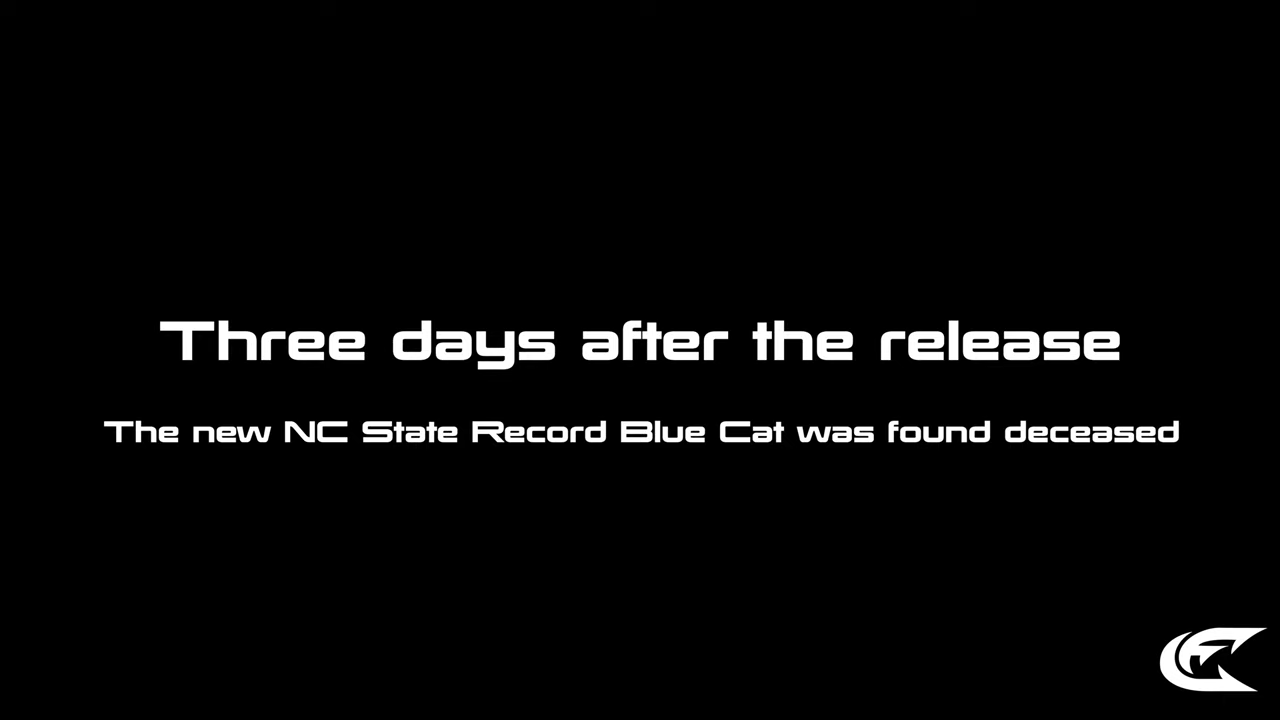 Three days after the release
The new NC State Record Blue Cat was found deceased